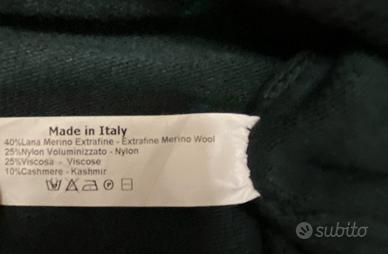 Made in Italy
40%Lana Merino Extrafine - Extrafine Merino Wool
25%Nylon Voluminizzato - Nylon
25%Viscosa - Viscose
10%Cashmere - Kashmir
subito